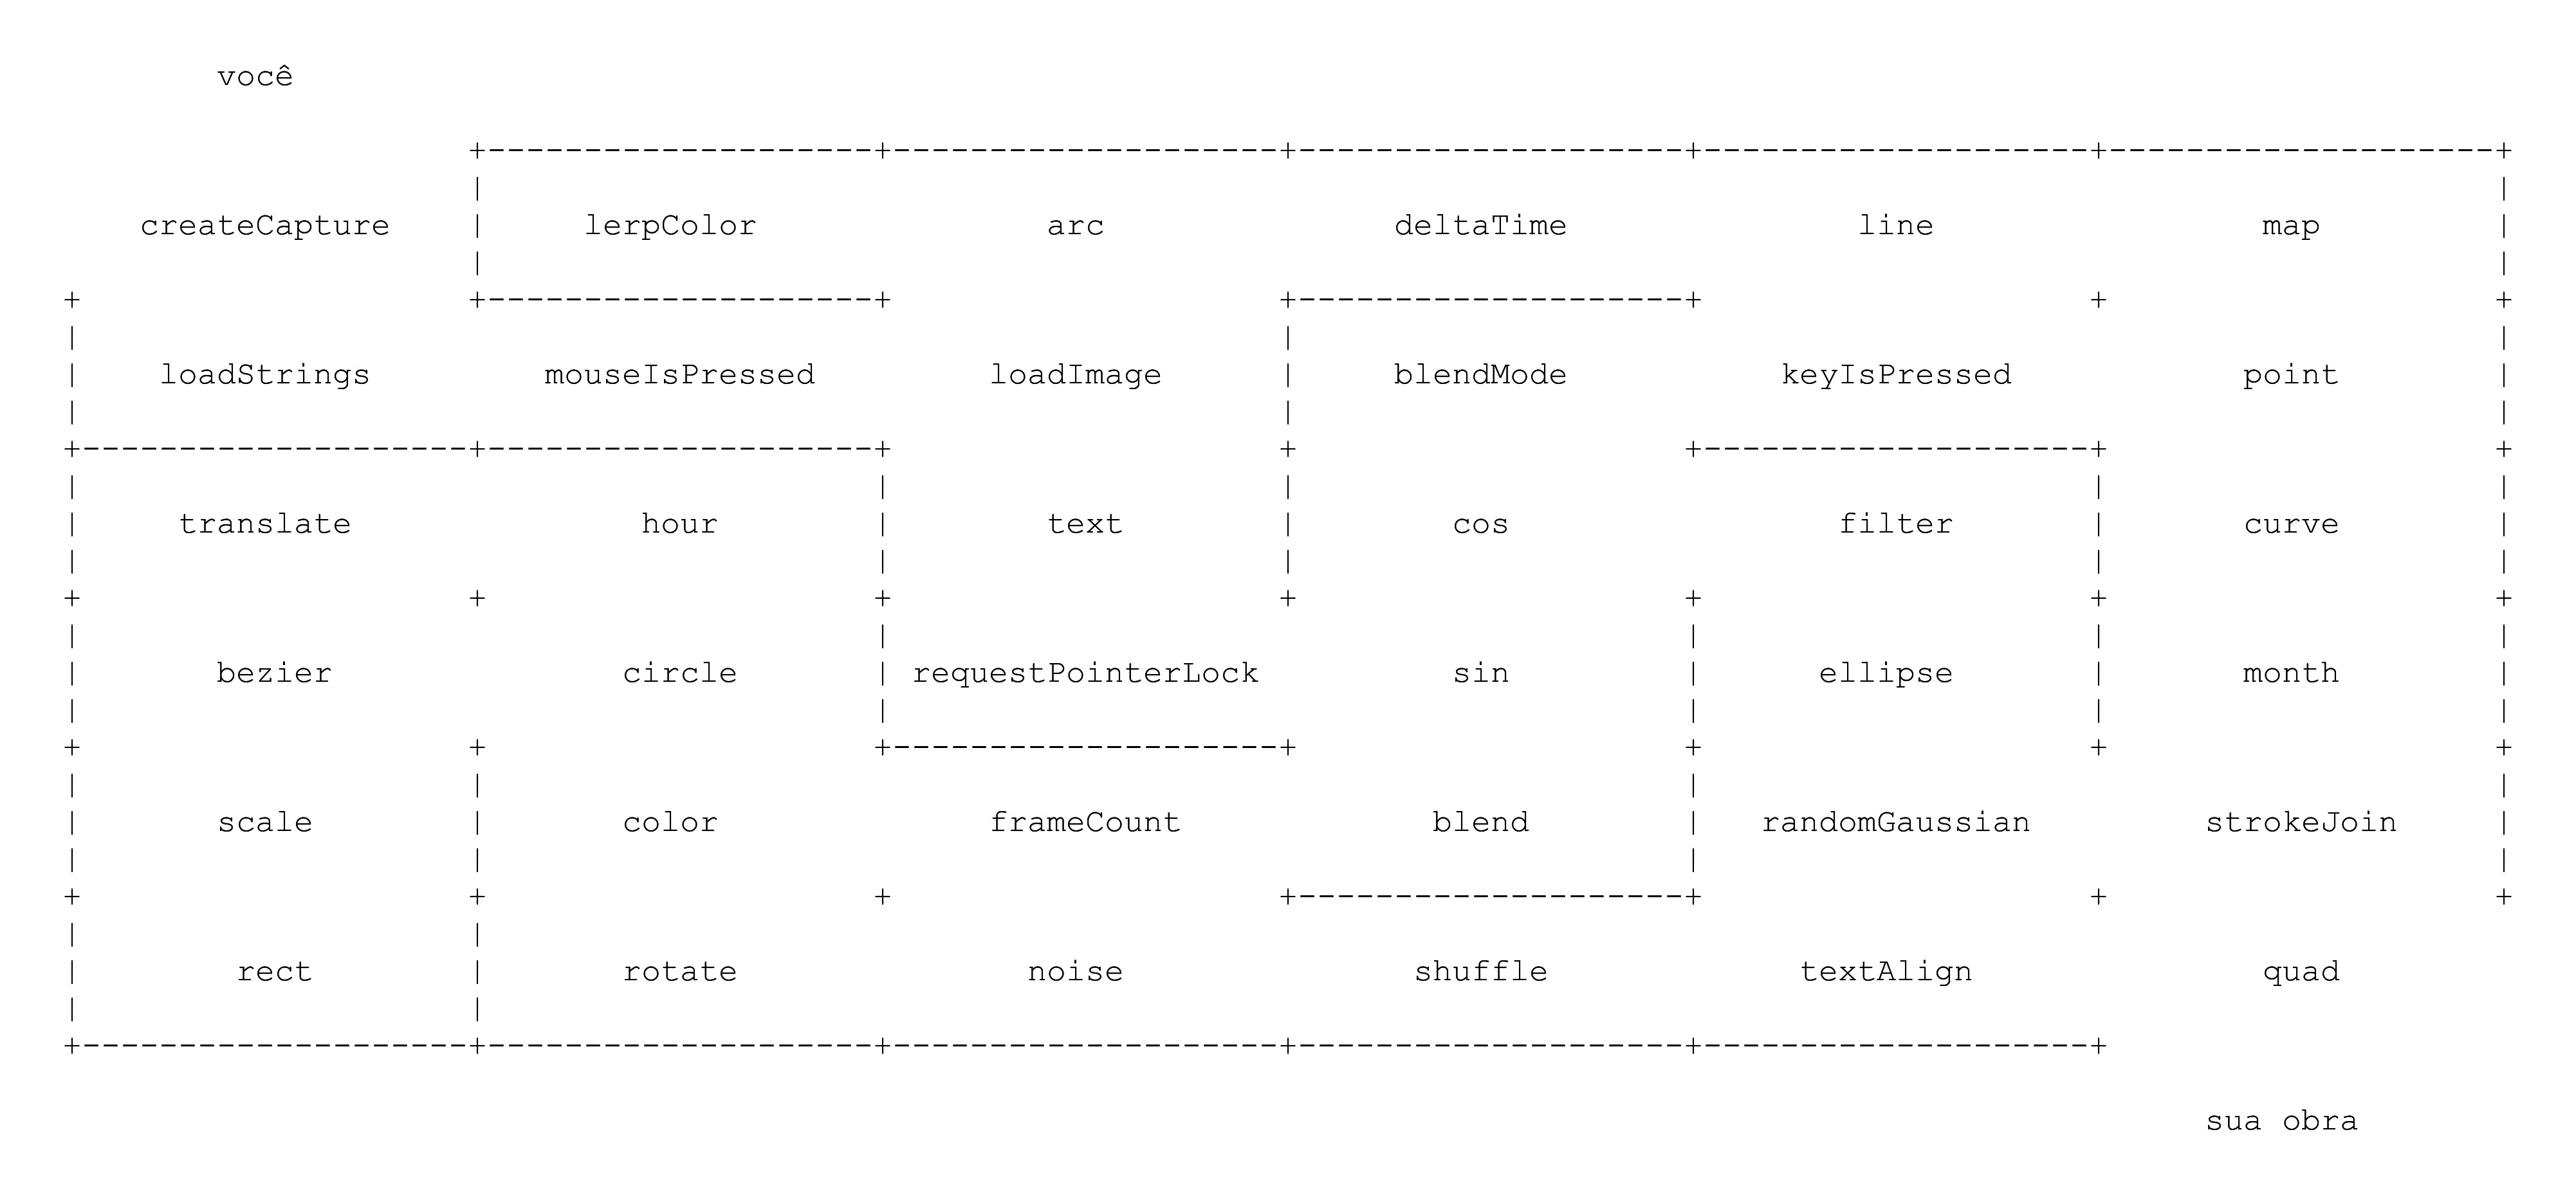 você
createCapture lerpColor arc deltaTime line map
loadStrings mouseIsPressed loadImage blendMode keyIsPressed point
translate hour text cos filter curve
bezier circle requestPointerLock sin ellipse month
scale color frameCount blend randomGaussian strokeJoin
rect rotate noise shuffle textAlign quad
sua obra